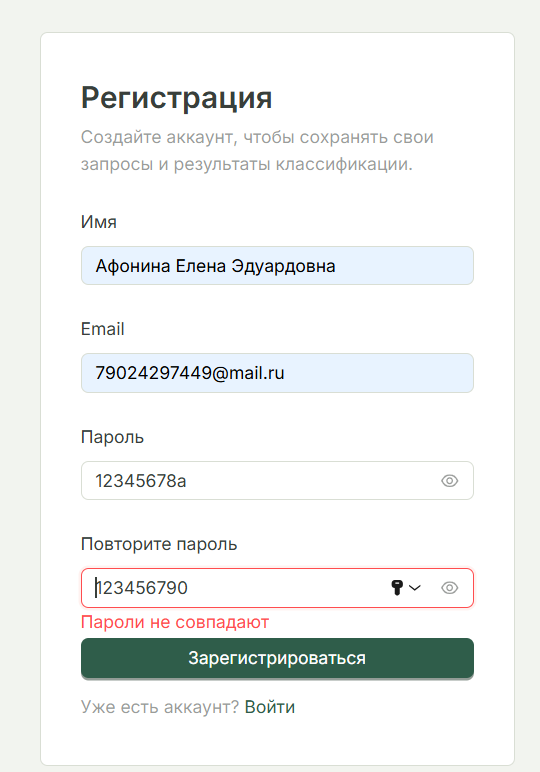 Регистрация
Создайте аккаунт, чтобы сохранять свои
запросы и результаты классификации.
Имя
Афонина Елена Эдуардовна
Email
79024297449@mail.ru
Пароль
12345678a
Повторите пароль
123456790
Пароли не совпадают
Зарегистрироваться
Уже есть аккаунт? Войти